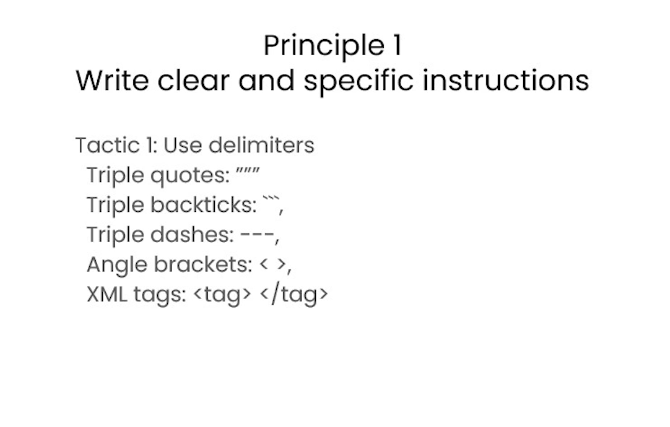 Principle 1
Write clear and specific instructions
Tactic 1: Use delimiters
Triple quotes: """
Triple backticks: ```,
Triple dashes: ---,
Angle brackets: < >,
XML tags: <tag> </tag>